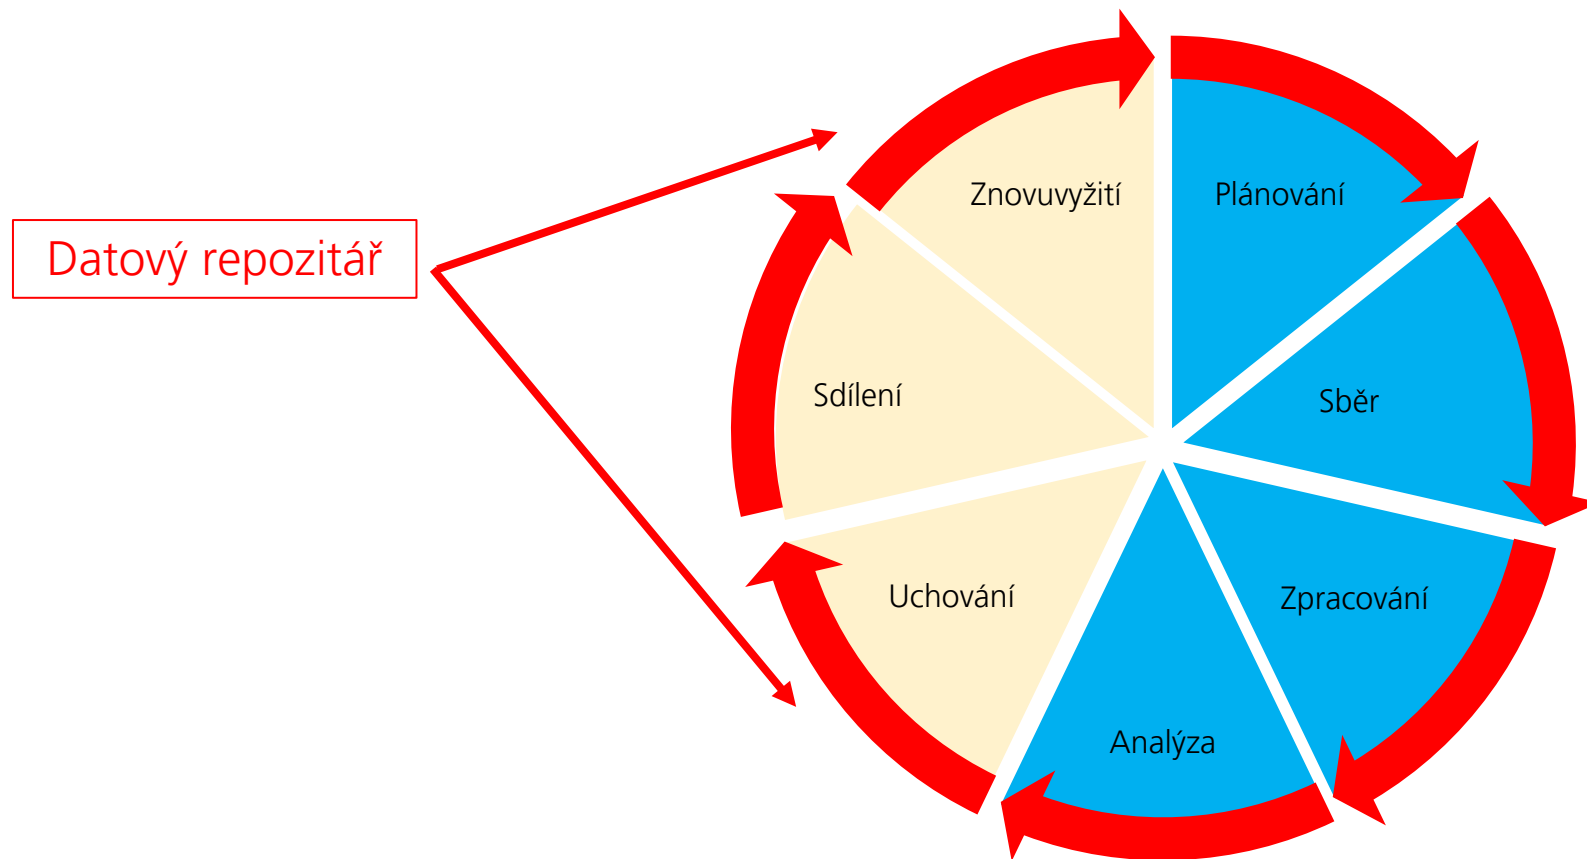 Datový repozitář
Znovuvyžití
Plánování
Sdílení
Sběr
Uchování
Zpracování
Analýza